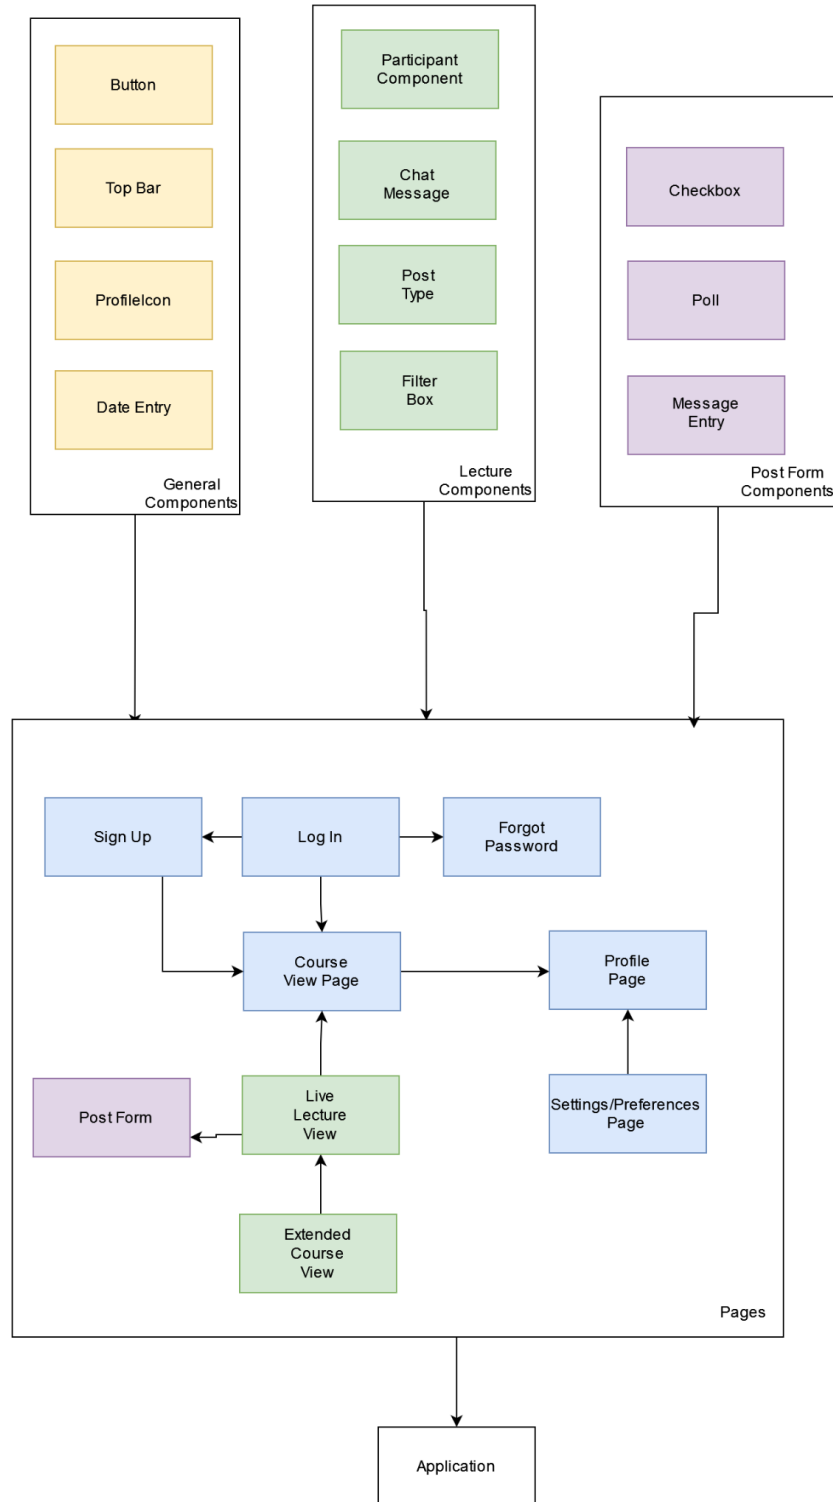 Button
Top Bar
ProfileIcon
Date Entry
General
Components
Participant
Component
Chat
Message
Post
Type
Filter
Box
Lecture
Components
Checkbox
Poll
Message
Entry
Post Form
Components
Sign Up
Log In
Forgot
Password
Course
View Page
Profile
Page
Post Form
Live
Lecture
View
Settings/Preferences
Page
Extended
Course
View
Pages
Application